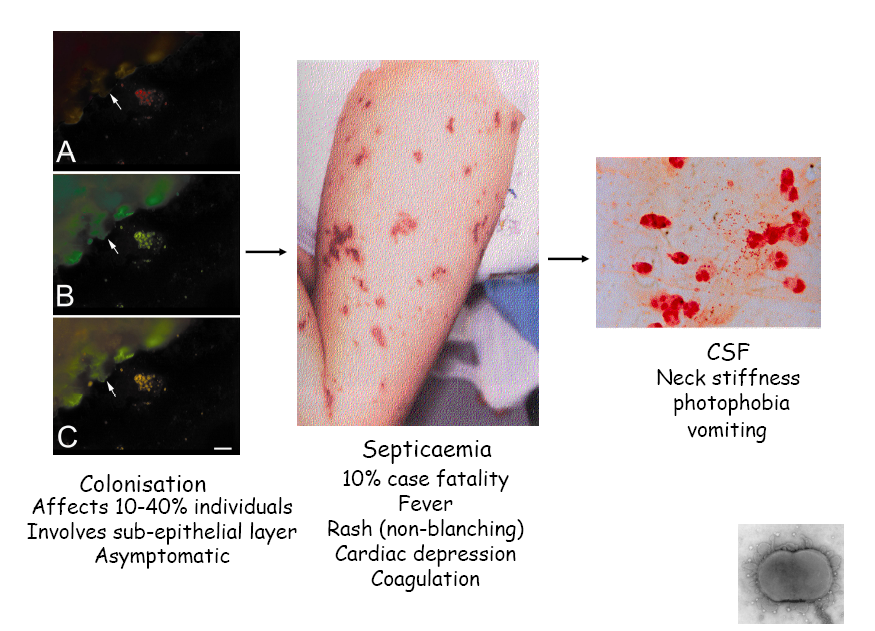 A
B
C
Colonisation
Affects 10-40% individuals
Involves sub-epithelial layer
Asymptomatic
Septicaemia
10% case fatality
Fever
Rash (non-blanching)
Cardiac depression
Coagulation
CSF
Neck stiffness
photophobia
vomiting